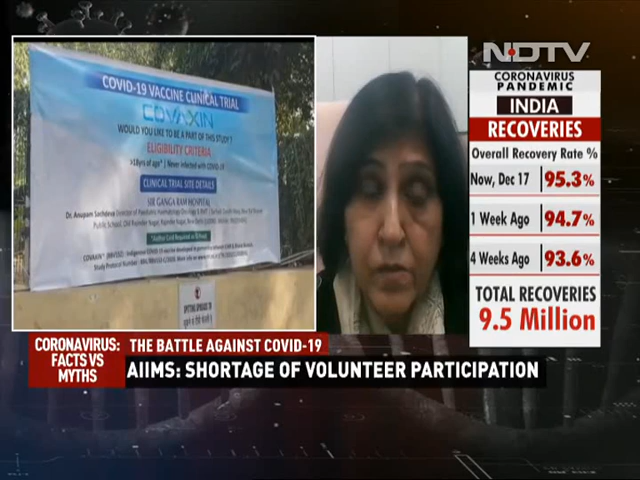 COVID-19 VACCINE CLINICAL TRIAL
COVAXIN
WOULD YOU LIKE TO BE A PART OF THIS STUDY?
ELIGIBILITY CRITERIA
>18yrs of age* | Never infected with COVID-19
CLINICAL TRIAL SITE DETAILS
SIR GANGA RAM HOSPITAL
NDTV
CORONAVIRUS
PANDEMIC
INDIA
RECOVERIES
Overall Recovery Rate %
Now, Dec 17 95.3%
1 Week Ago 94.7%
4 Weeks Ago 93.6%
TOTAL RECOVERIES
9.5 Million
CORONAVIRUS:
FACTS VS
MYTHS
THE BATTLE AGAINST COVID-19
AIIMS: SHORTAGE OF VOLUNTEER PARTICIPATION